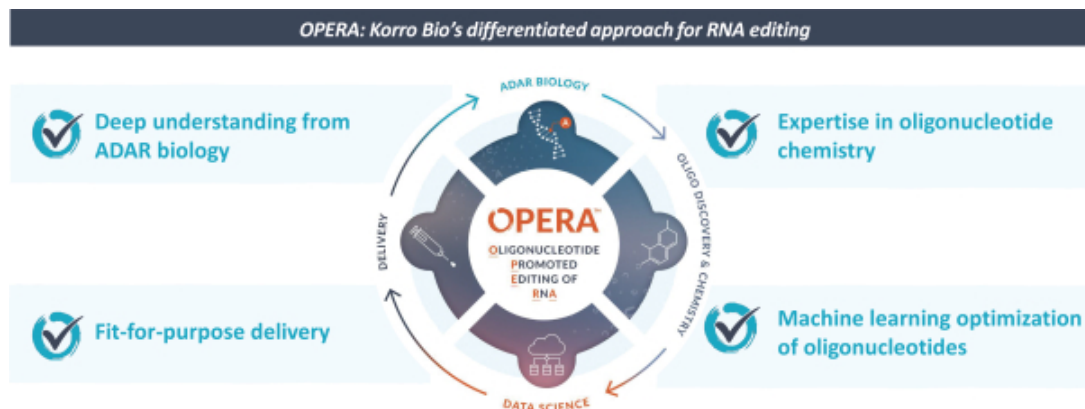 OPERA: Korro Bio's differentiated approach for RNA editing
ADAR BIOLOGY
Deep understanding from
ADAR biology
Expertise in oligonucleotide
chemistry
A
DELIVERY
OPERA™
OLIGONUCLEOTIDE
PROMOTED
EDITING OF
RNA
OLIGO DISCOVERY & CHEMISTRY
Fit-for-purpose delivery
Machine learning optimization
of oligonucleotides
DATA SCIENCE